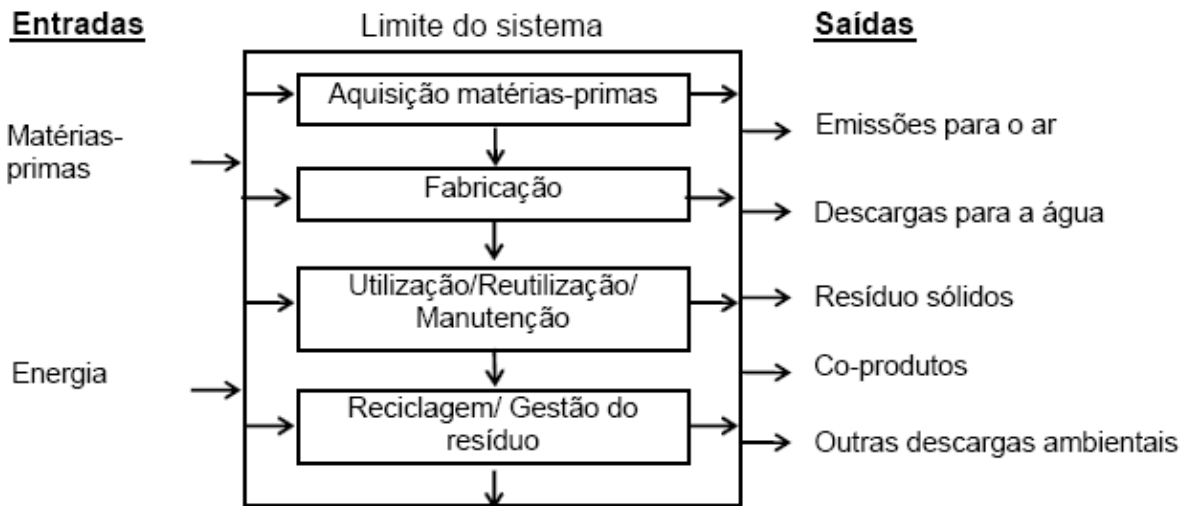 Entradas
Limite do sistema
Saídas
Aquisição matérias-primas
Matérias-
primas
Emissões para o ar
Fabricação
Descargas para a água
Utilização/Reutilização/
Manutenção
Resíduo sólidos
Energia
Co-produtos
Reciclagem/ Gestão do
resíduo
Outras descargas ambientais